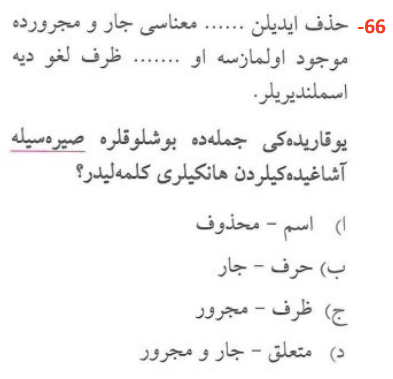 66- حذف ایدیلن ...... معناسی جار و مجرورده
موجود اولمازسه او ....... ظرف لغو دیه
اسملندیریلر.
یوقاریده‌کی جمله‌ده بوشلوقلره صیره‌سیله
آشاغیده‌کیلردن هانکیلری کلمه‌لیدر؟
ا) اسم – محذوف
ب) حرف – جار
ج) ظرف – مجرور
د) متعلق – جار و مجرور